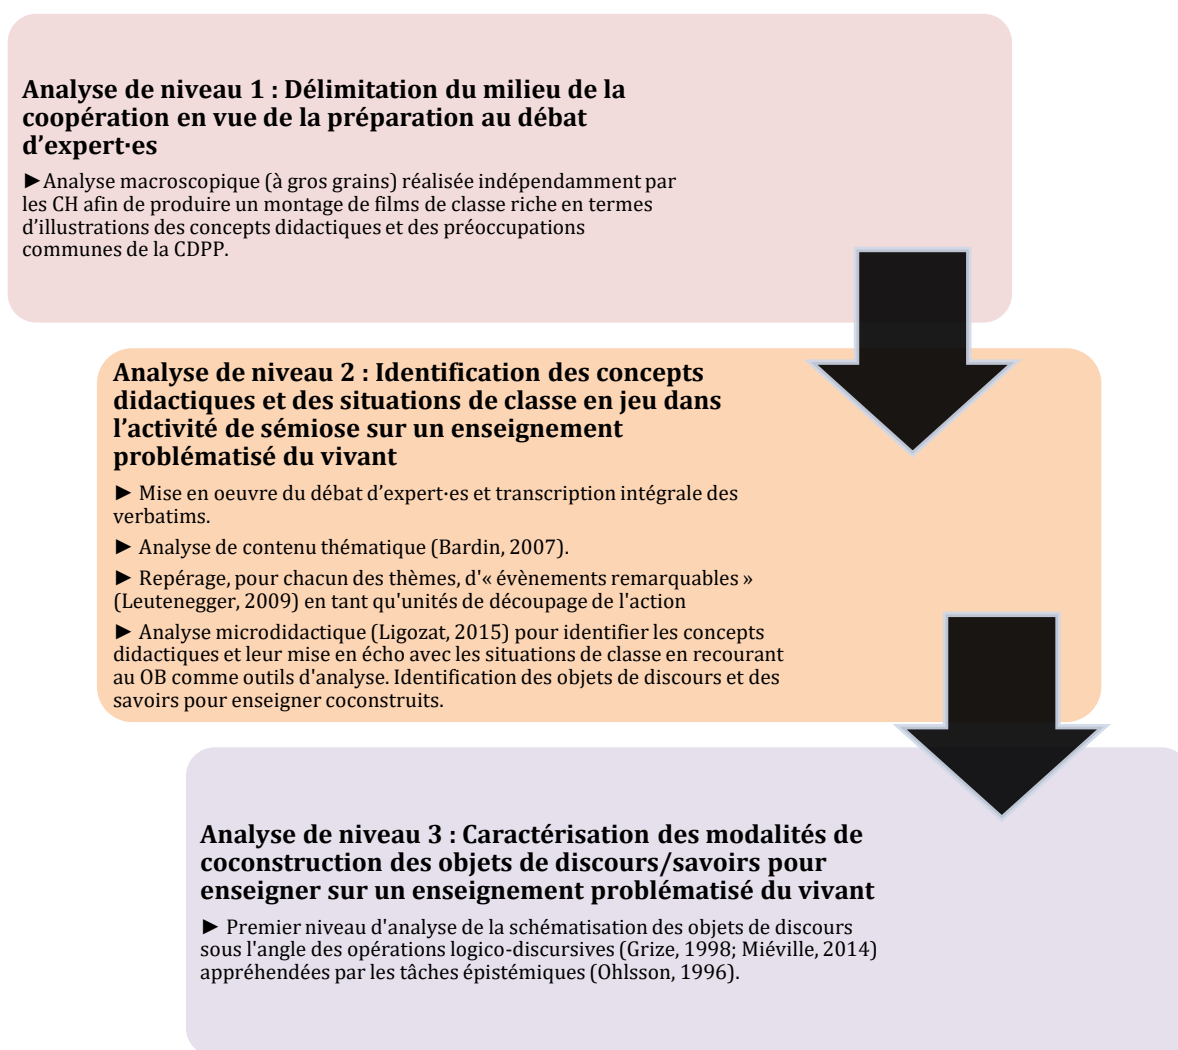 Analyse de niveau 1 : Délimitation du milieu de la
coopération en vue de la préparation au débat
d’expert·es
►Analyse macroscopique (à gros grains) réalisée indépendamment par
les CH afin de produire un montage de films de classe riche en termes
d’illustrations des concepts didactiques et des préoccupations
communes de la CDPP.
Analyse de niveau 2 : Identification des concepts
didactiques et des situations de classe en jeu dans
l’activité de sémiose sur un enseignement
problématisé du vivant
► Mise en oeuvre du débat d’expert·es et transcription intégrale des
verbatims.
► Analyse de contenu thématique (Bardin, 2007).
► Repérage, pour chacun des thèmes, d'« évènements remarquables »
(Leutenegger, 2009) en tant qu'unités de découpage de l'action
► Analyse microdidactique (Ligozat, 2015) pour identifier les concepts
didactiques et leur mise en écho avec les situations de classe en recourant
au OB comme outils d'analyse. Identification des objets de discours et des
savoirs pour enseigner coconstruits.
Analyse de niveau 3 : Caractérisation des modalités de
coconstruction des objets de discours/savoirs pour
enseigner sur un enseignement problématisé du vivant
► Premier niveau d'analyse de la schématisation des objets de discours
sous l'angle des opérations logico-discursives (Grize, 1998; Miéville, 2014)
appréhendées par les tâches épistémiques (Ohlsson, 1996).